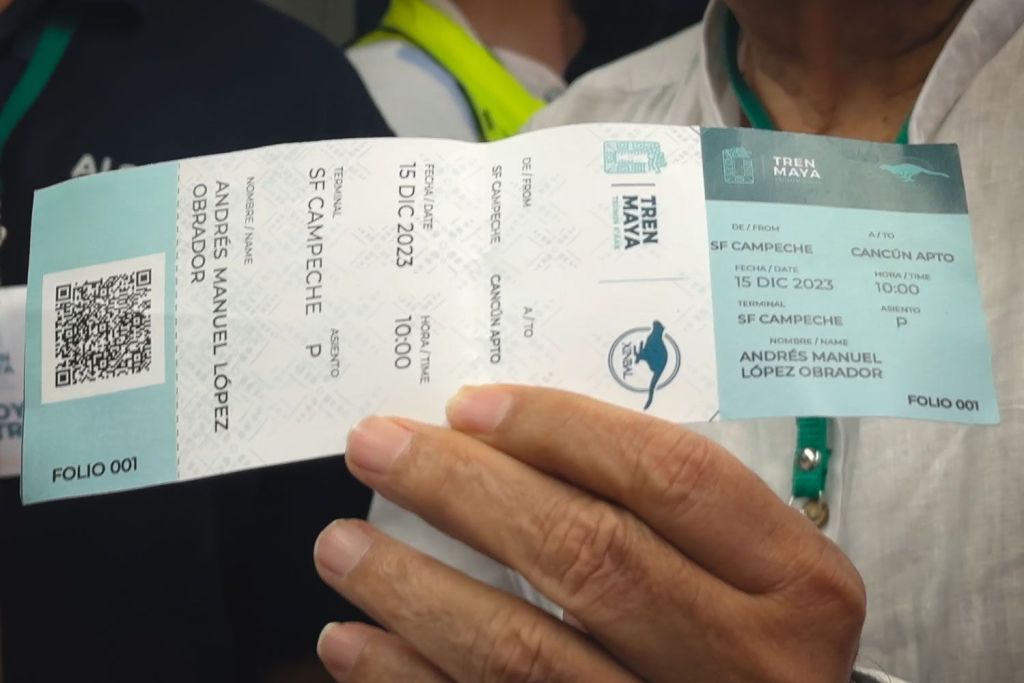 FOLIO 001
NOMBRE / NAME
ANDRÉS MANUEL LÓPEZ
OBRADOR
TERMINAL
SF CAMPECHE
ASIENTO
P
FECHA / DATE
15 DIC 2023
HORA / TIME
10:00
DE / FROM
SF CAMPECHE
A / TO
CANCÚN APTO
TREN
MAYA
XINBAL
TREN
MAYA
DE / FROM
SF CAMPECHE
A / TO
CANCÚN APTO
FECHA / DATE
15 DIC 2023
HORA / TIME
10:00
TERMINAL
SF CAMPECHE
ASIENTO
P
NOMBRE / NAME
ANDRÉS MANUEL
LÓPEZ OBRADOR
FOLIO 001